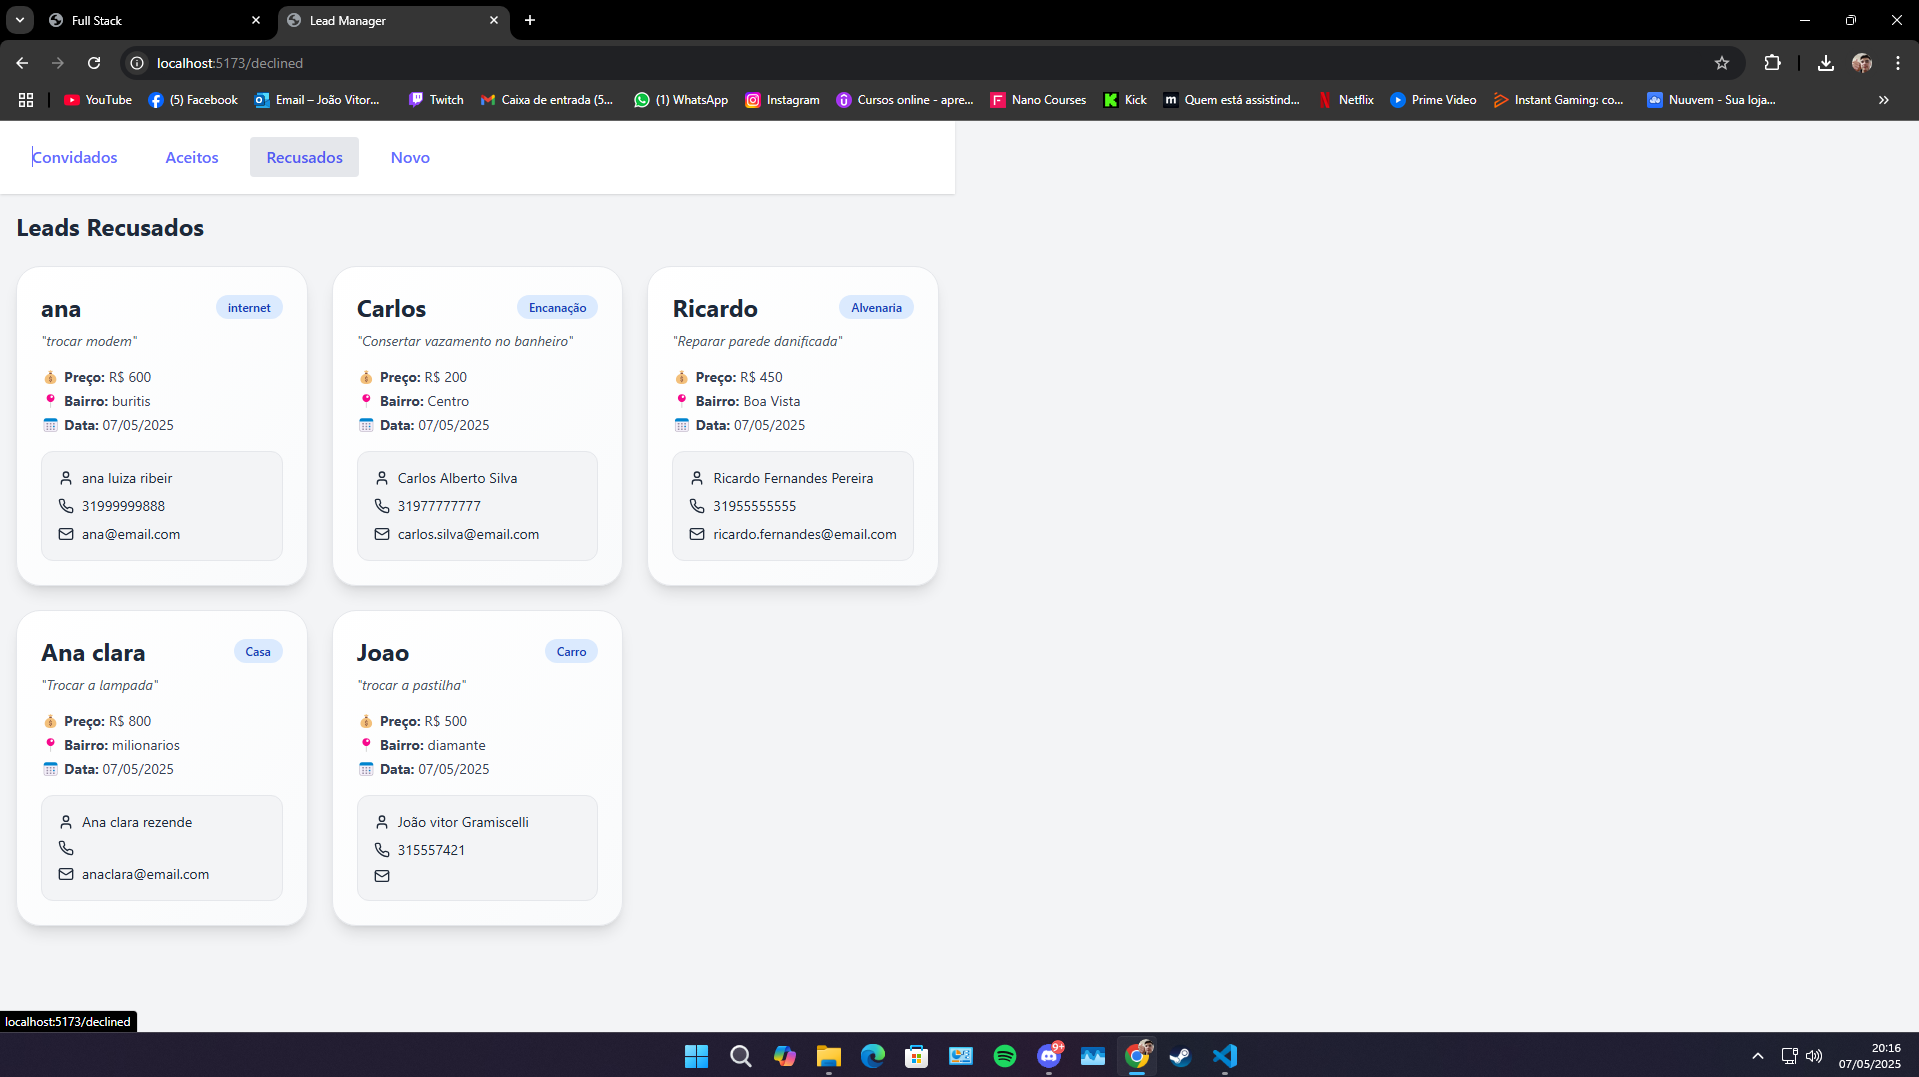 Full Stack
Lead Manager
localhost:5173/declined
YouTube
(5) Facebook
Email – João Vitor...
Twitch
Caixa de entrada (5...
(1) WhatsApp
Instagram
Cursos online - apre...
Nano Courses
Kick
Quem está assistind...
Netflix
Prime Video
Instant Gaming: co...
Nuuvem - Sua loja...
Convidados
Aceitos
Recusados
Novo
Leads Recusados
ana
internet
"trocar modem"
Preço: R$ 600
Bairro: buritis
Data: 07/05/2025
ana luiza ribeir
31999999888
ana@email.com
Carlos
Encanação
"Consertar vazamento no banheiro"
Preço: R$ 200
Bairro: Centro
Data: 07/05/2025
Carlos Alberto Silva
31977777777
carlos.silva@email.com
Ricardo
Alvenaria
"Reparar parede danificada"
Preço: R$ 450
Bairro: Boa Vista
Data: 07/05/2025
Ricardo Fernandes Pereira
31955555555
ricardo.fernandes@email.com
Ana clara
Casa
"Trocar a lampada"
Preço: R$ 800
Bairro: milionarios
Data: 07/05/2025
Ana clara rezende
anaclara@email.com
Joao
Carro
"trocar a pastilha"
Preço: R$ 500
Bairro: diamante
Data: 07/05/2025
João vitor Gramiscelli
315557421
localhost:5173/declined
9+
20:16
07/05/2025